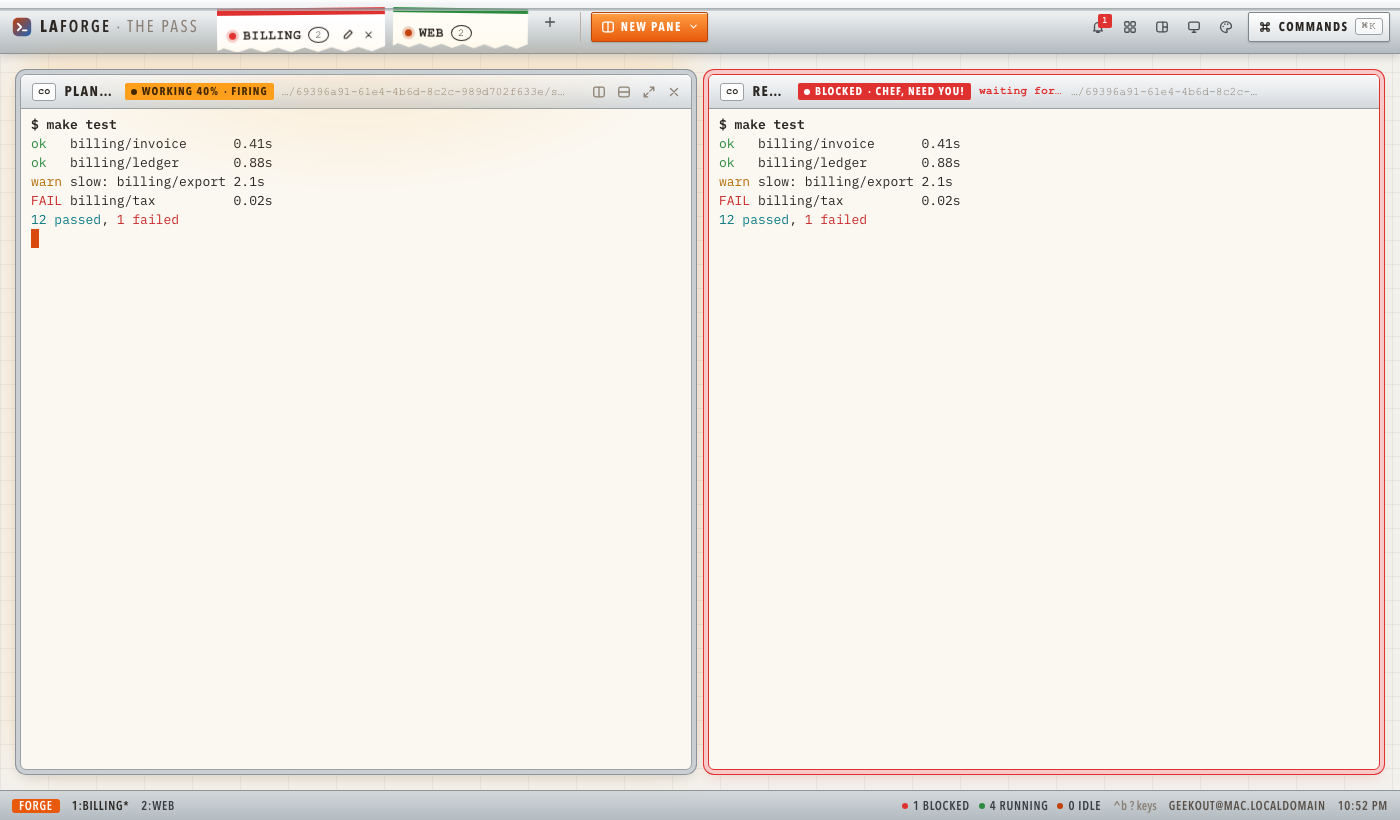 LAFORGE · THE PASS
BILLING 2
WEB 2
NEW PANE
1
COMMANDS ⌘K
co PLAN… WORKING 40% · FIRING …/69396a91-61e4-4b6d-8c2c-989d702f633e/s…
$ make test
ok billing/invoice 0.41s
ok billing/ledger 0.88s
warn slow: billing/export 2.1s
FAIL billing/tax 0.02s
12 passed, 1 failed
co RE… BLOCKED · CHEF, NEED YOU! waiting for… …/69396a91-61e4-4b6d-8c2c-…
$ make test
ok billing/invoice 0.41s
ok billing/ledger 0.88s
warn slow: billing/export 2.1s
FAIL billing/tax 0.02s
12 passed, 1 failed
FORGE 1:BILLING* 2:WEB
1 BLOCKED 4 RUNNING 0 IDLE ^b ? keys GEEKOUT@MAC.LOCALDOMAIN 10:52 PM